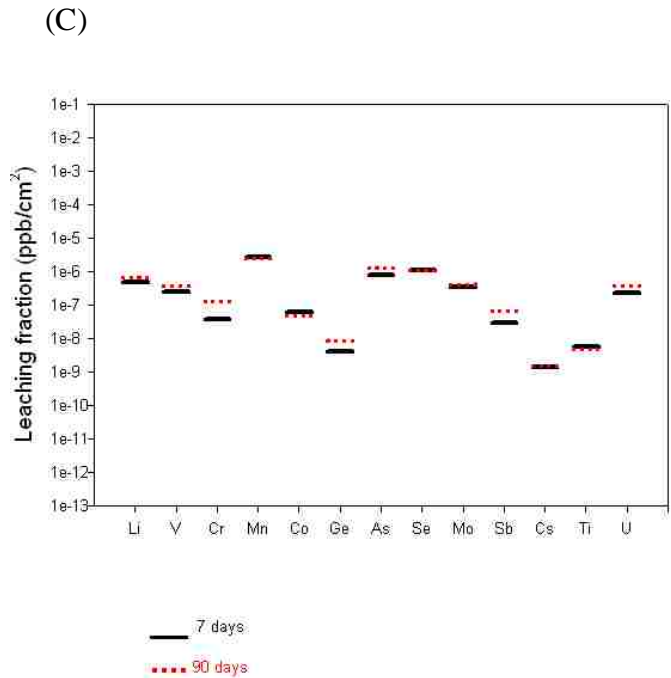 (C)
Leaching fraction (ppb/cm²)
1e-1
1e-2
1e-3
1e-4
1e-5
1e-6
1e-7
1e-8
1e-9
1e-10
1e-11
1e-12
1e-13
Li V Cr Mn Co Ge As Se Mo Sb Cs Ti U
7 days
90 days